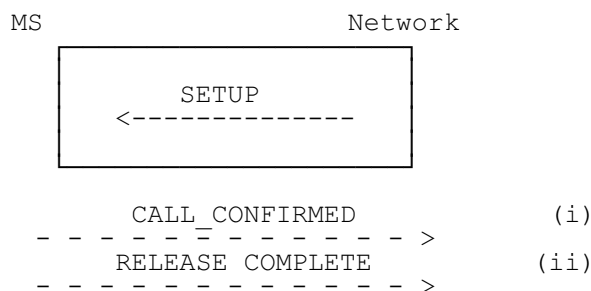 MS Network
SETUP
<--------------
CALL_CONFIRMED (i)
- - - - - - - - - - - - >
RELEASE COMPLETE (ii)
- - - - - - - - - - - - >